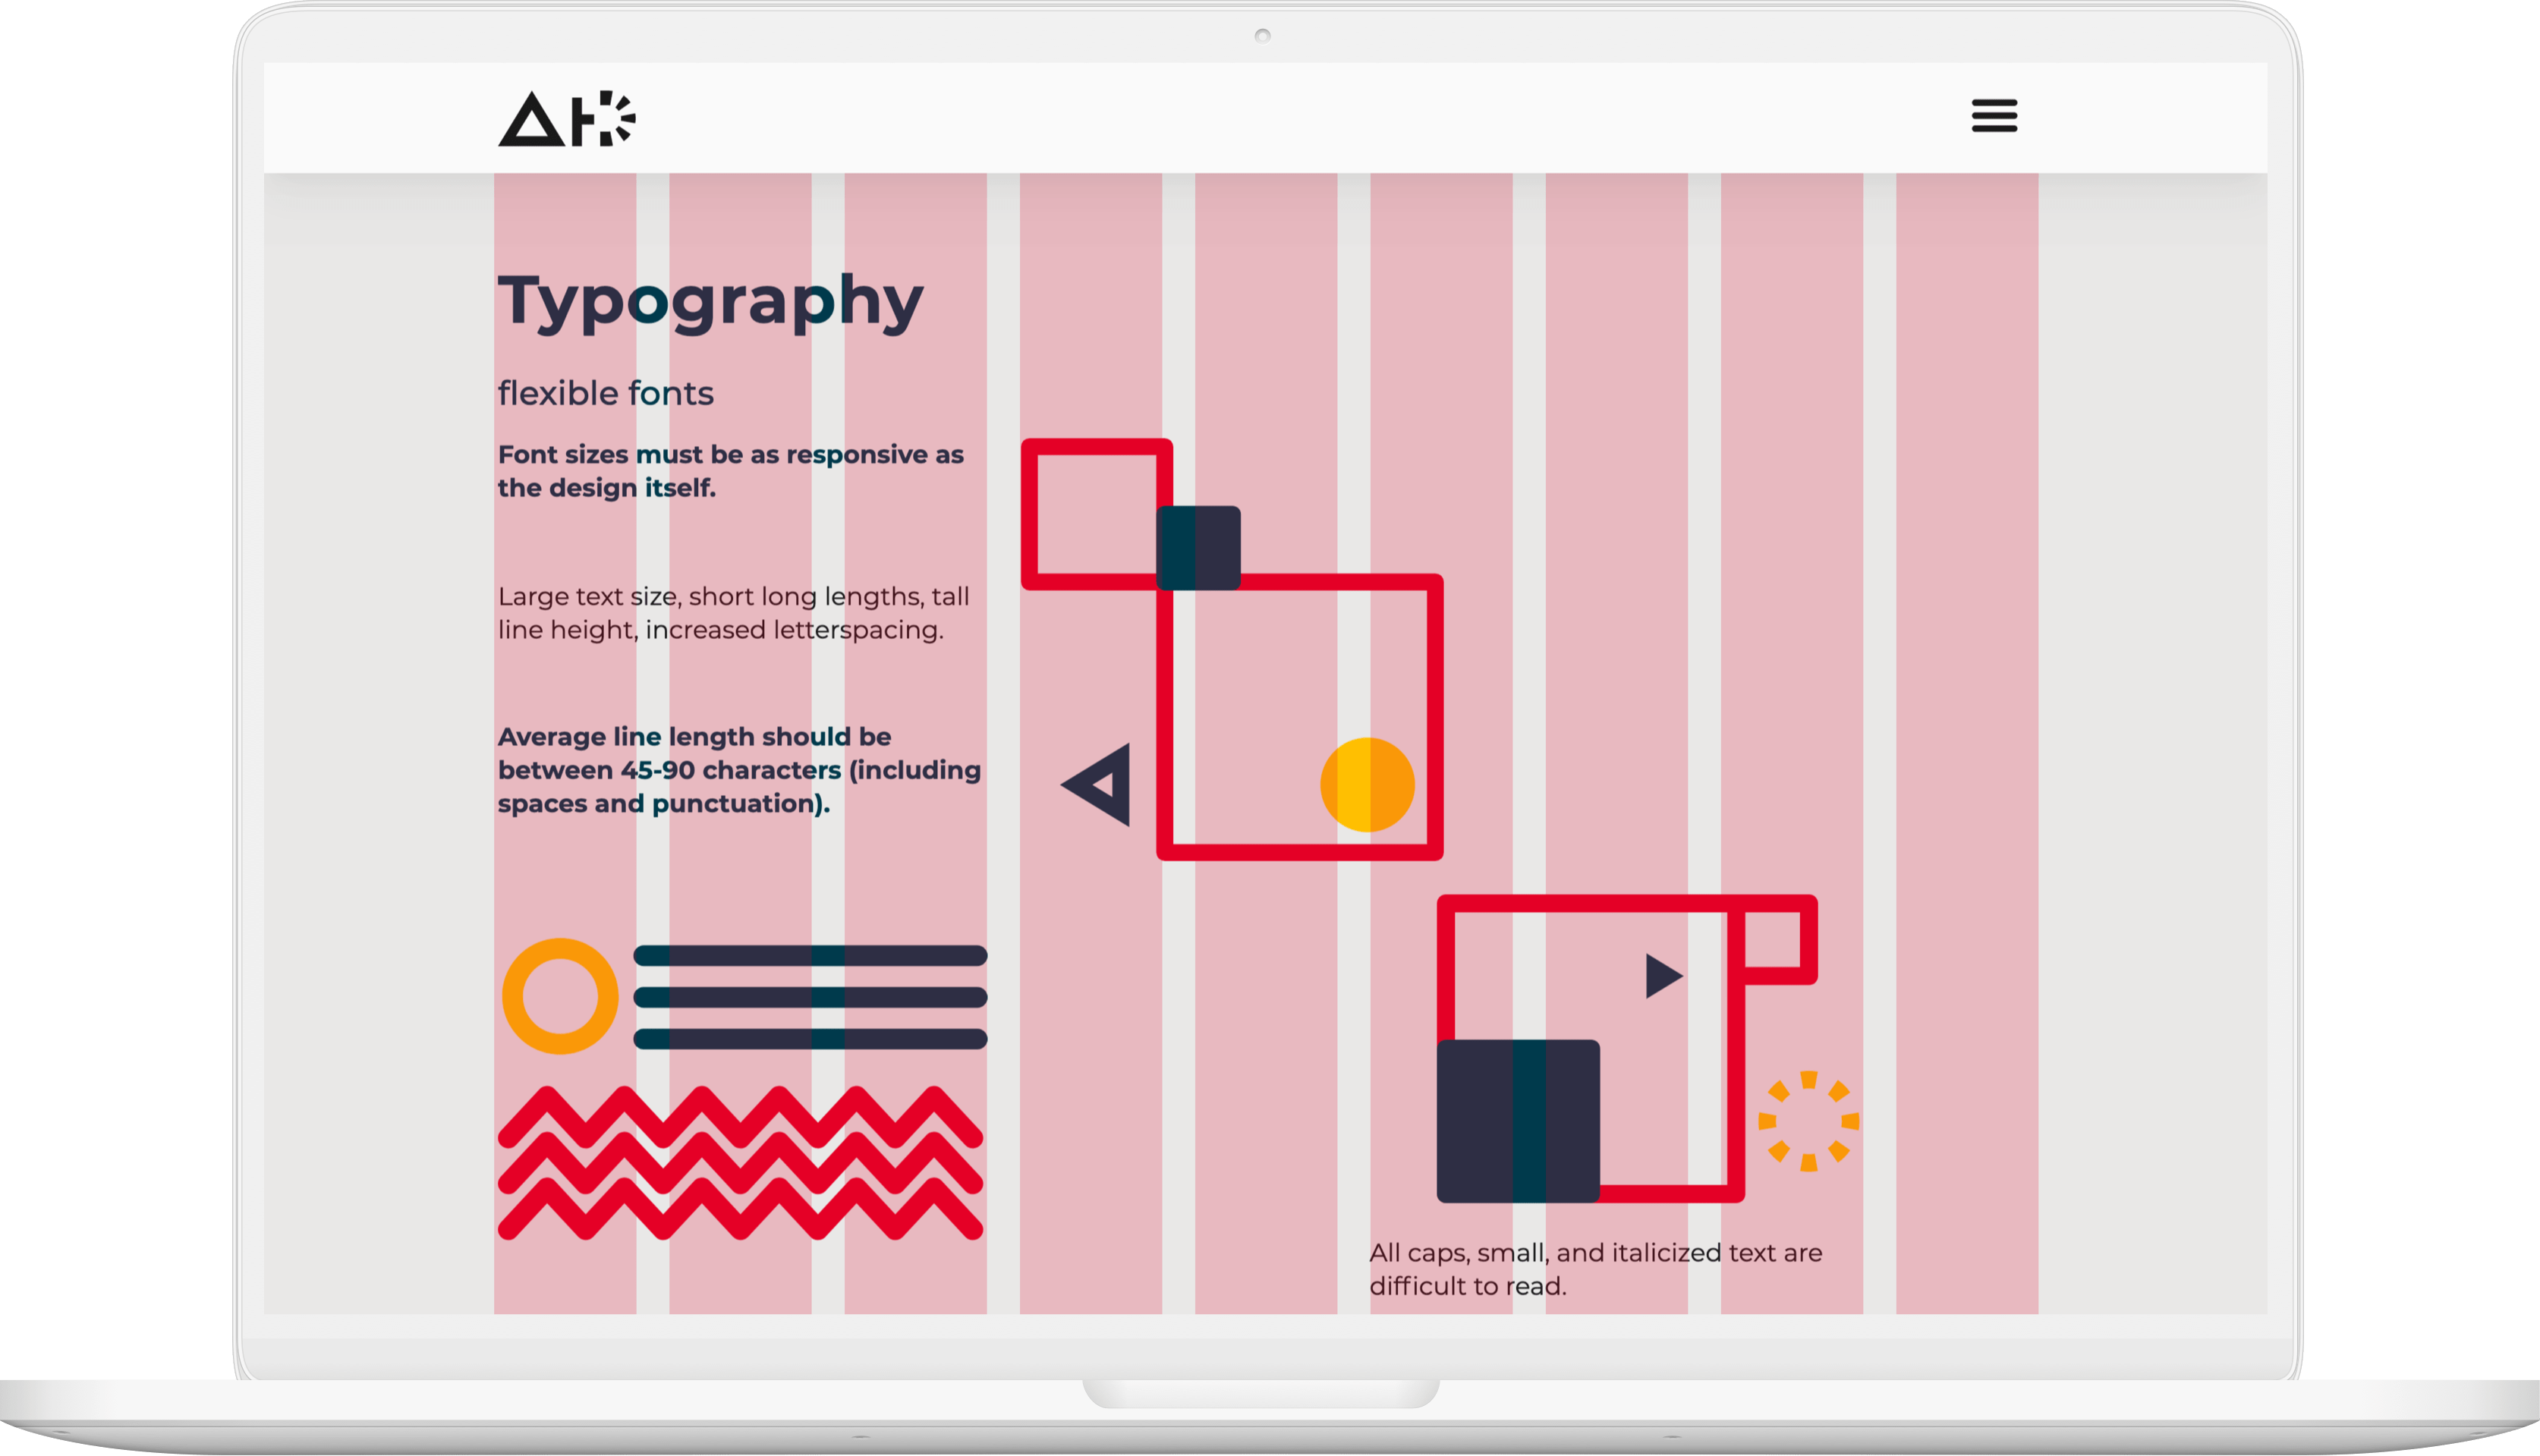 Typography
flexible fonts
Font sizes must be as responsive as
the design itself.
Large text size, short long lengths, tall
line height, increased letterspacing.
Average line length should be
between 45-90 characters (including
spaces and punctuation).
All caps, small, and italicized text are
difficult to read.